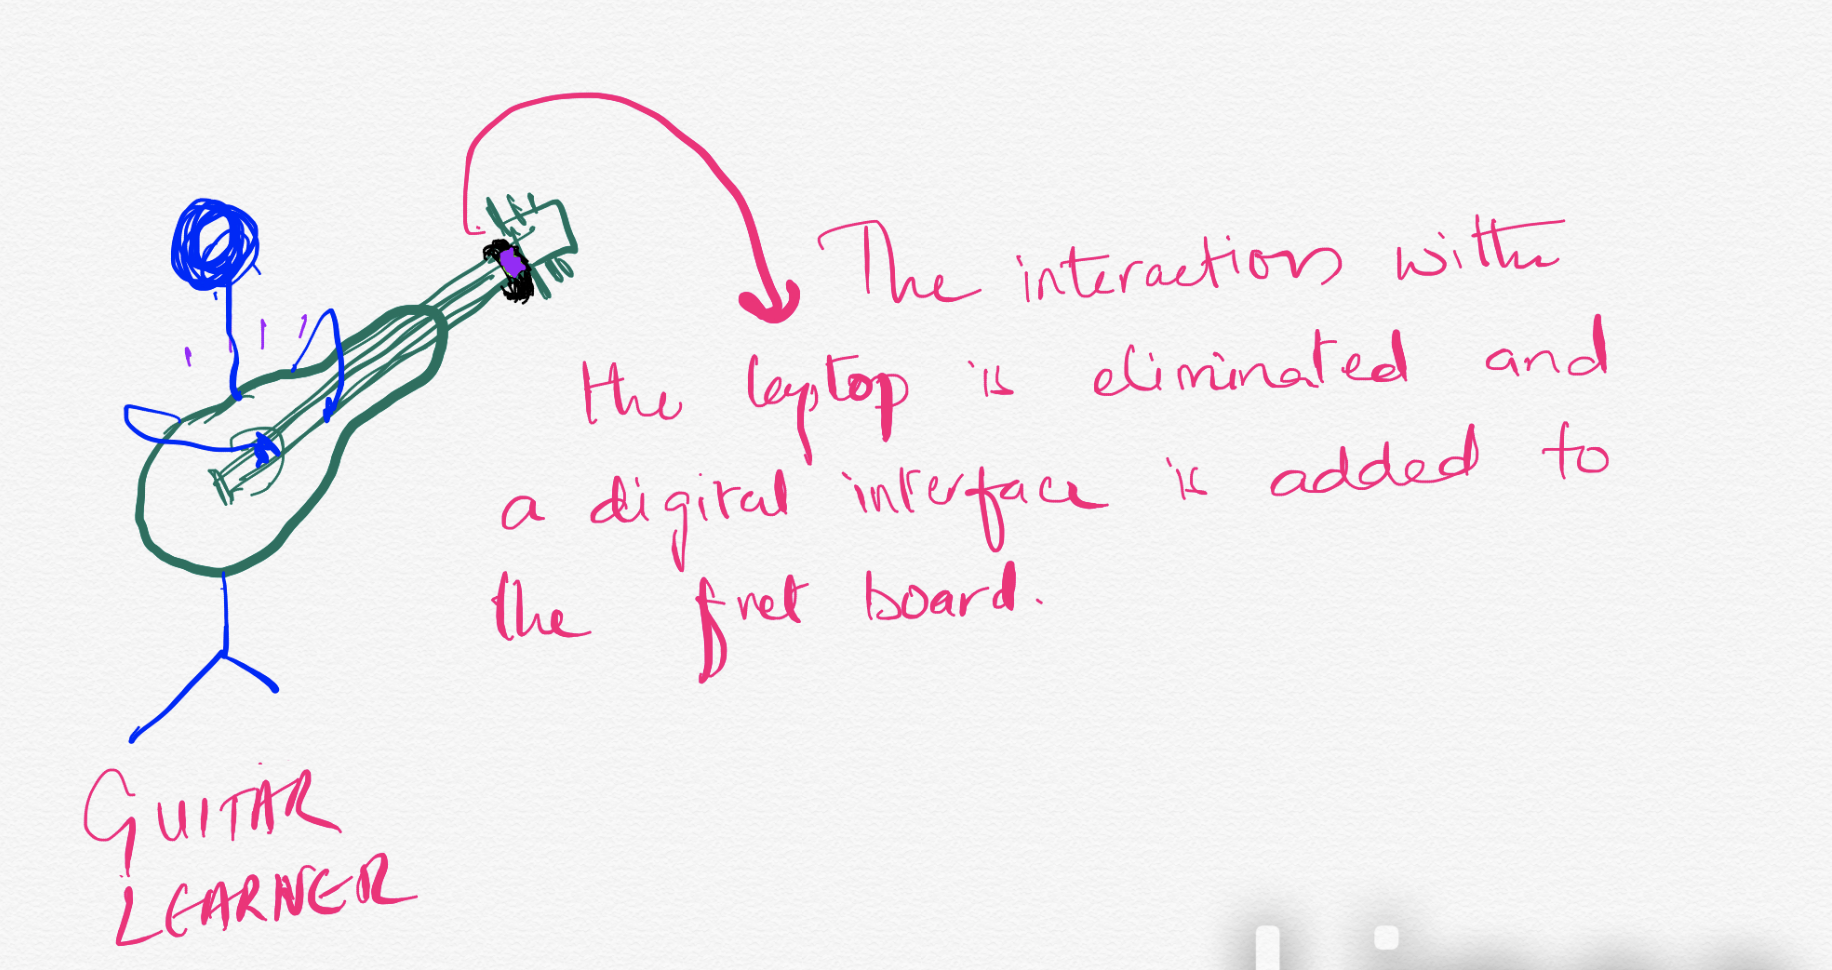 The interaction with
the laptop is eliminated and
a digital interface is added to
the fret board.
GUITAR
LEARNER